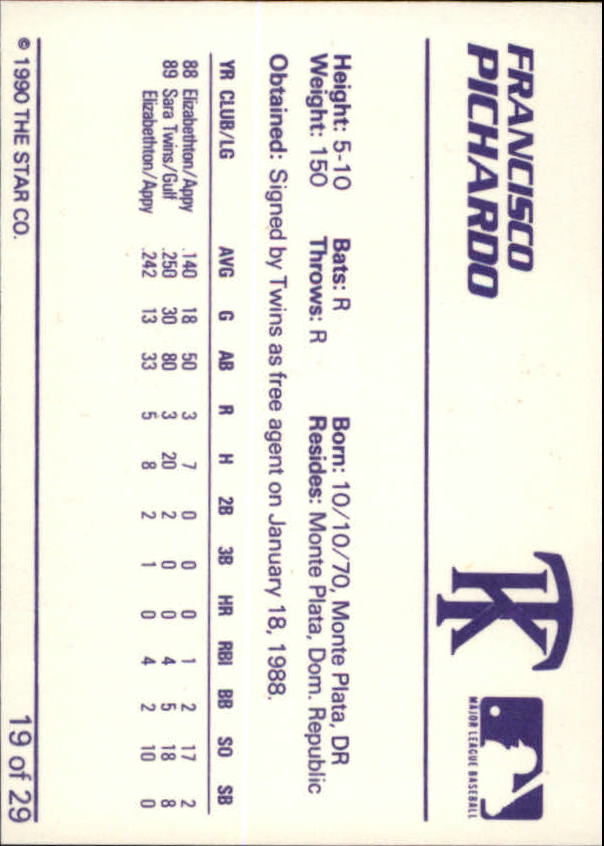 FRANCISCO
PICHARDO
TK
MAJOR LEAGUE BASEBALL
Height: 5-10 Bats: R Born: 10/10/70, Monte Plata, DR
Weight: 150 Throws: R Resides: Monte Plata, Dom. Republic
Obtained: Signed by Twins as free agent on January 18, 1988.
YR CLUB/LG AVG G AB R H 2B 3B HR RBI BB SO SB
88 Elizabethton/Appy .140 18 50 3 7 0 0 0 1 2 17 2
89 Sara Twins/Gulf .250 30 80 3 20 2 0 0 4 5 18 8
Elizabethton/Appy .242 13 33 5 8 2 1 0 4 2 10 0
© 1990 THE STAR CO. 19 of 29